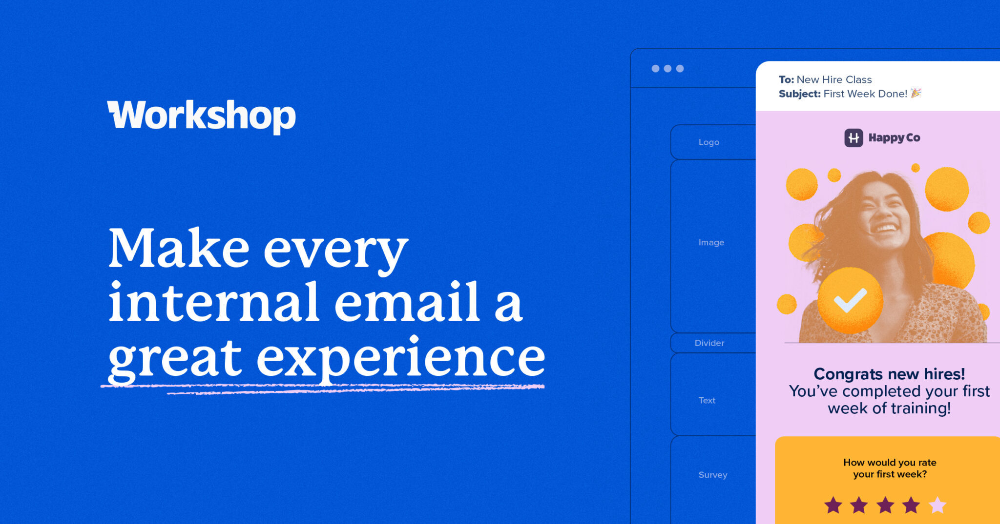 Workshop
Make every
internal email a
great experience
Logo
Image
Divider
Text
Survey
To: New Hire Class
Subject: First Week Done! 🎉
Happy Co
Congrats new hires!
You've completed your first
week of training!
How would you rate
your first week?